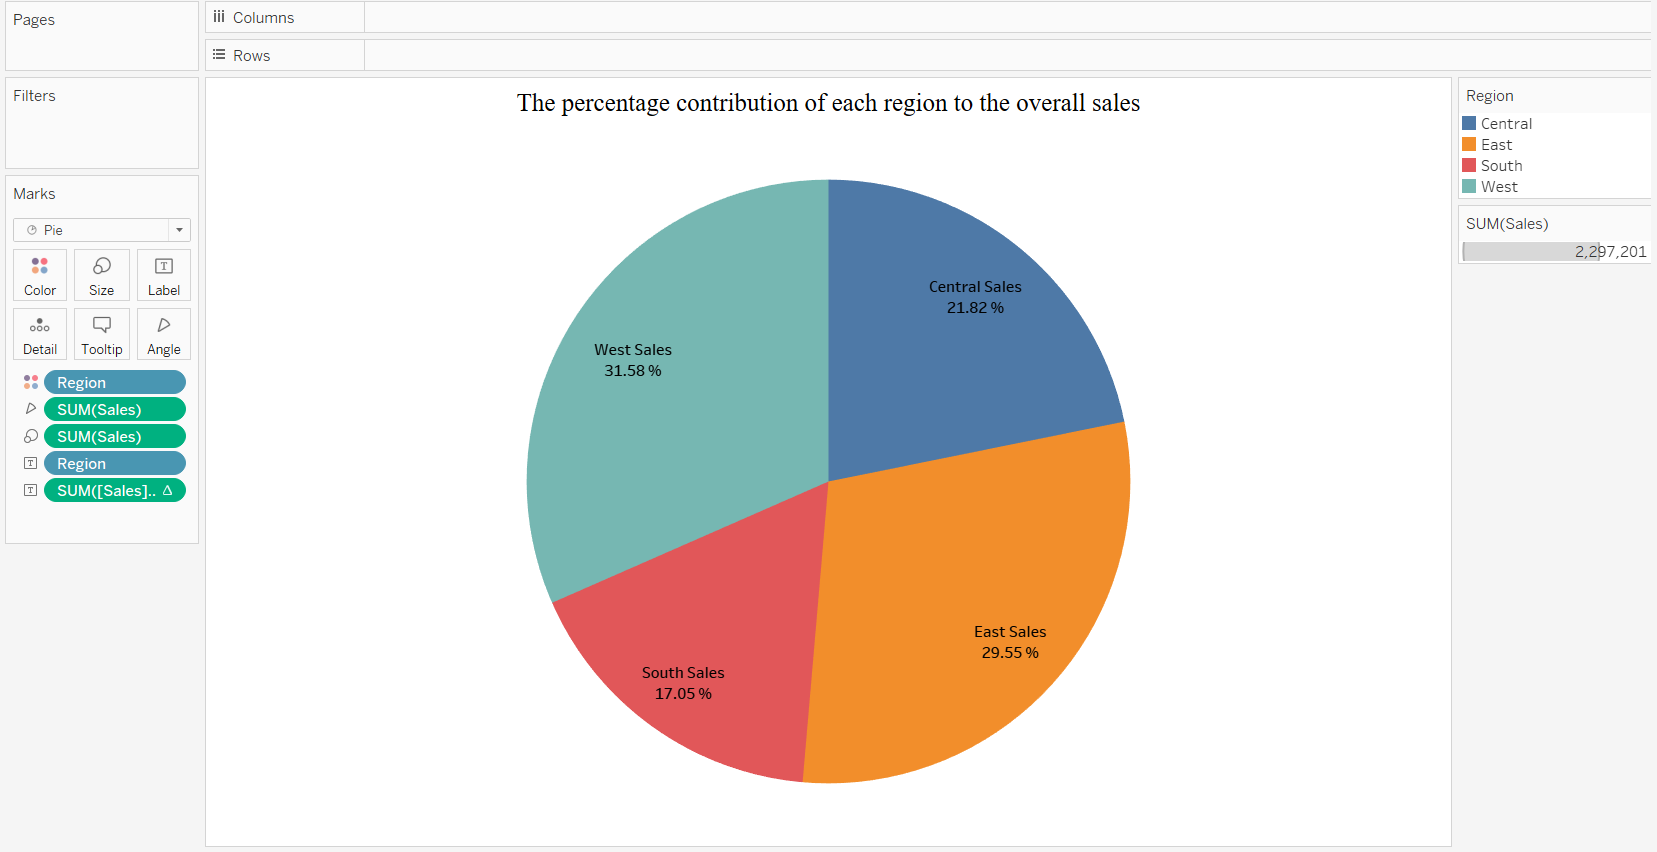 Pages
Columns
Rows
Filters
Marks
Pie
Color
Size
Label
Detail
Tooltip
Angle
Region
SUM(Sales)
SUM(Sales)
Region
SUM([Sales]..
The percentage contribution of each region to the overall sales
Central Sales
21.82 %
West Sales
31.58 %
East Sales
29.55 %
South Sales
17.05 %
Region
Central
East
South
West
SUM(Sales)
2,297,201